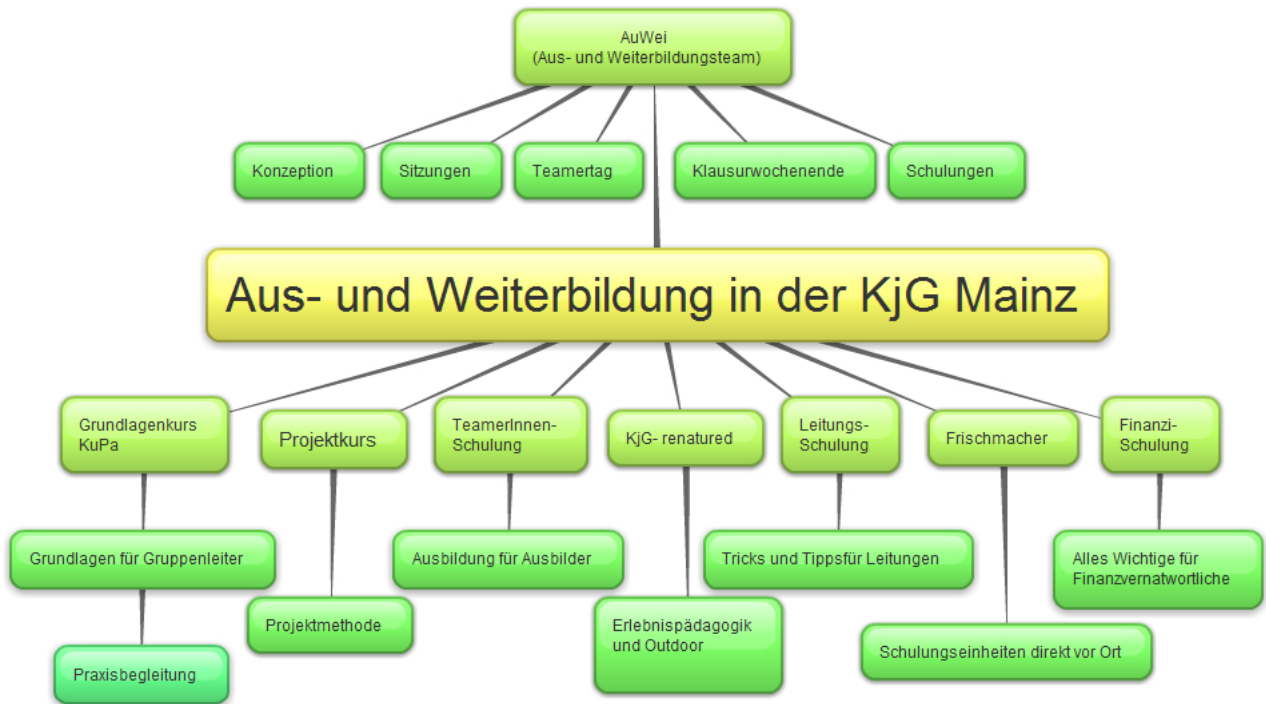 AuWei
(Aus- und Weiterbildungsteam)
Konzeption
Sitzungen
Teamertag
Klausurwochenende
Schulungen
Aus- und Weiterbildung in der KjG Mainz
Grundlagenkurs
KuPa
Projektkurs
TeamerInnen-
Schulung
KjG- renatured
Leitungs-
Schulung
Frischmacher
Finanzi-
Schulung
Grundlagen für Gruppenleiter
Ausbildung für Ausbilder
Tricks und Tippsfür Leitungen
Alles Wichtige für
Finanzvernatwortliche
Projektmethode
Erlebnispädagogik
und Outdoor
Schulungseinheiten direkt vor Ort
Praxisbegleitung